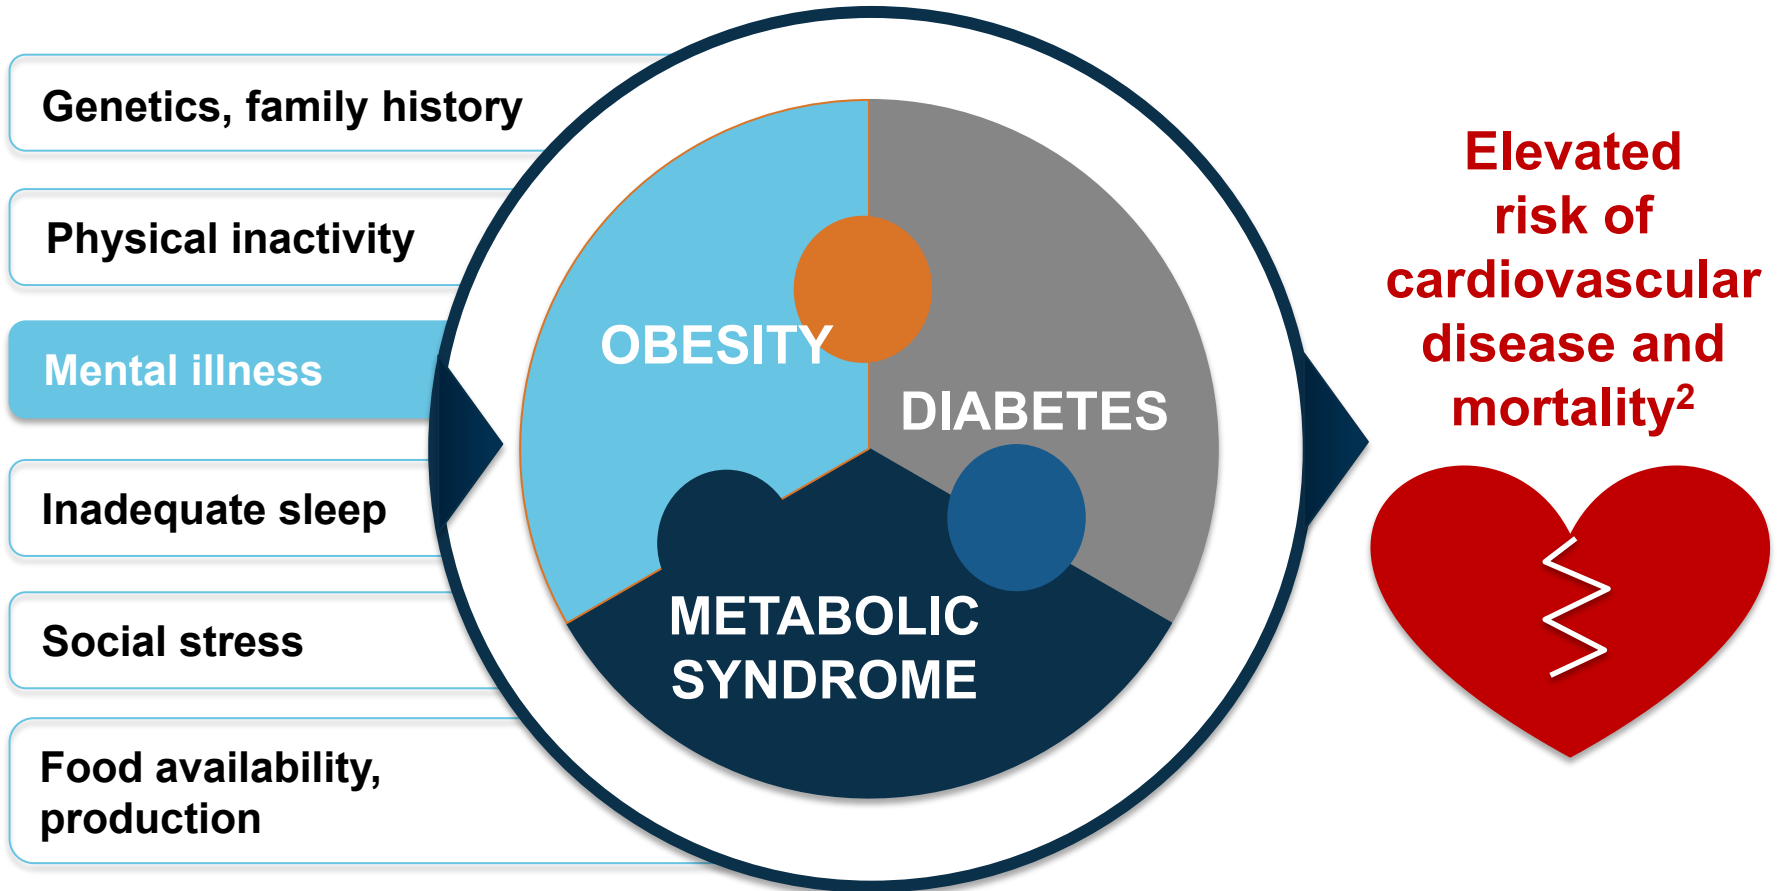 Genetics, family history
Physical inactivity
Mental illness
Inadequate sleep
Social stress
Food availability,
production
OBESITY
DIABETES
METABOLIC
SYNDROME
Elevated
risk of
cardiovascular
disease and
mortality²